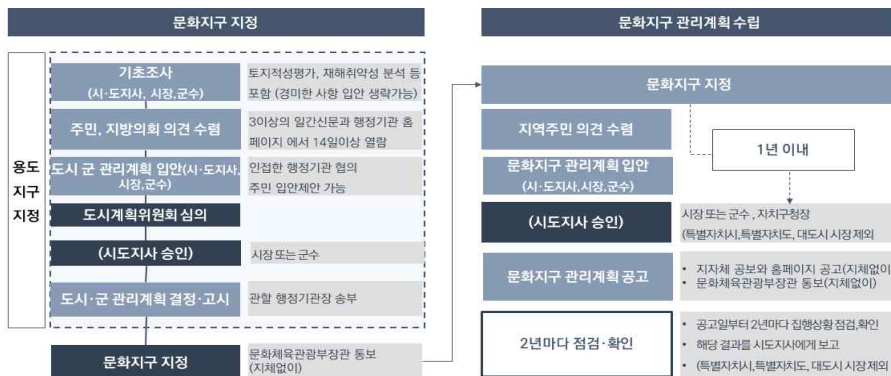 문화지구 지정
용도
지구
지정
기초조사
(시·도지사, 시장,군수)
토지적성평가, 재해취약성 분석 등
포함 (경미한 사항 입안 생략가능)
주민, 지방의회 의견 수렴
3이상의 일간신문과 행정기관 홈
페이지 에서 14일이상 열람
도시 군 관리계획 입안(시·도지사,
시장,군수)
인접한 행정기관 협의
주민 입안제안 가능
도시계획위원회 심의
(시도지사 승인)
시장 또는 군수
도시·군 관리계획 결정·고시
관할 행정기관장 송부
문화지구 지정
문화체육관광부장관 통보
(지체없이)
문화지구 관리계획 수립
문화지구 지정
지역주민 의견 수렴
1년 이내
문화지구 관리계획 입안
(시·도지사,시장,군수)
(시도지사 승인)
시장 또는 군수 , 자치구청장
(특별자치시,특별자치도, 대도시 시장 제외
문화지구 관리계획 공고
• 지자체 공보와 홈페이지 공고(지체없이)
• 문화체육관광부장관 통보(지체없이)
2년마다 점검·확인
• 공고일부터 2년마다 집행상황 점검,확인
• 해당 결과를 시도지사에게 보고
• (특별자치시,특별자치도, 대도시 시장 제외